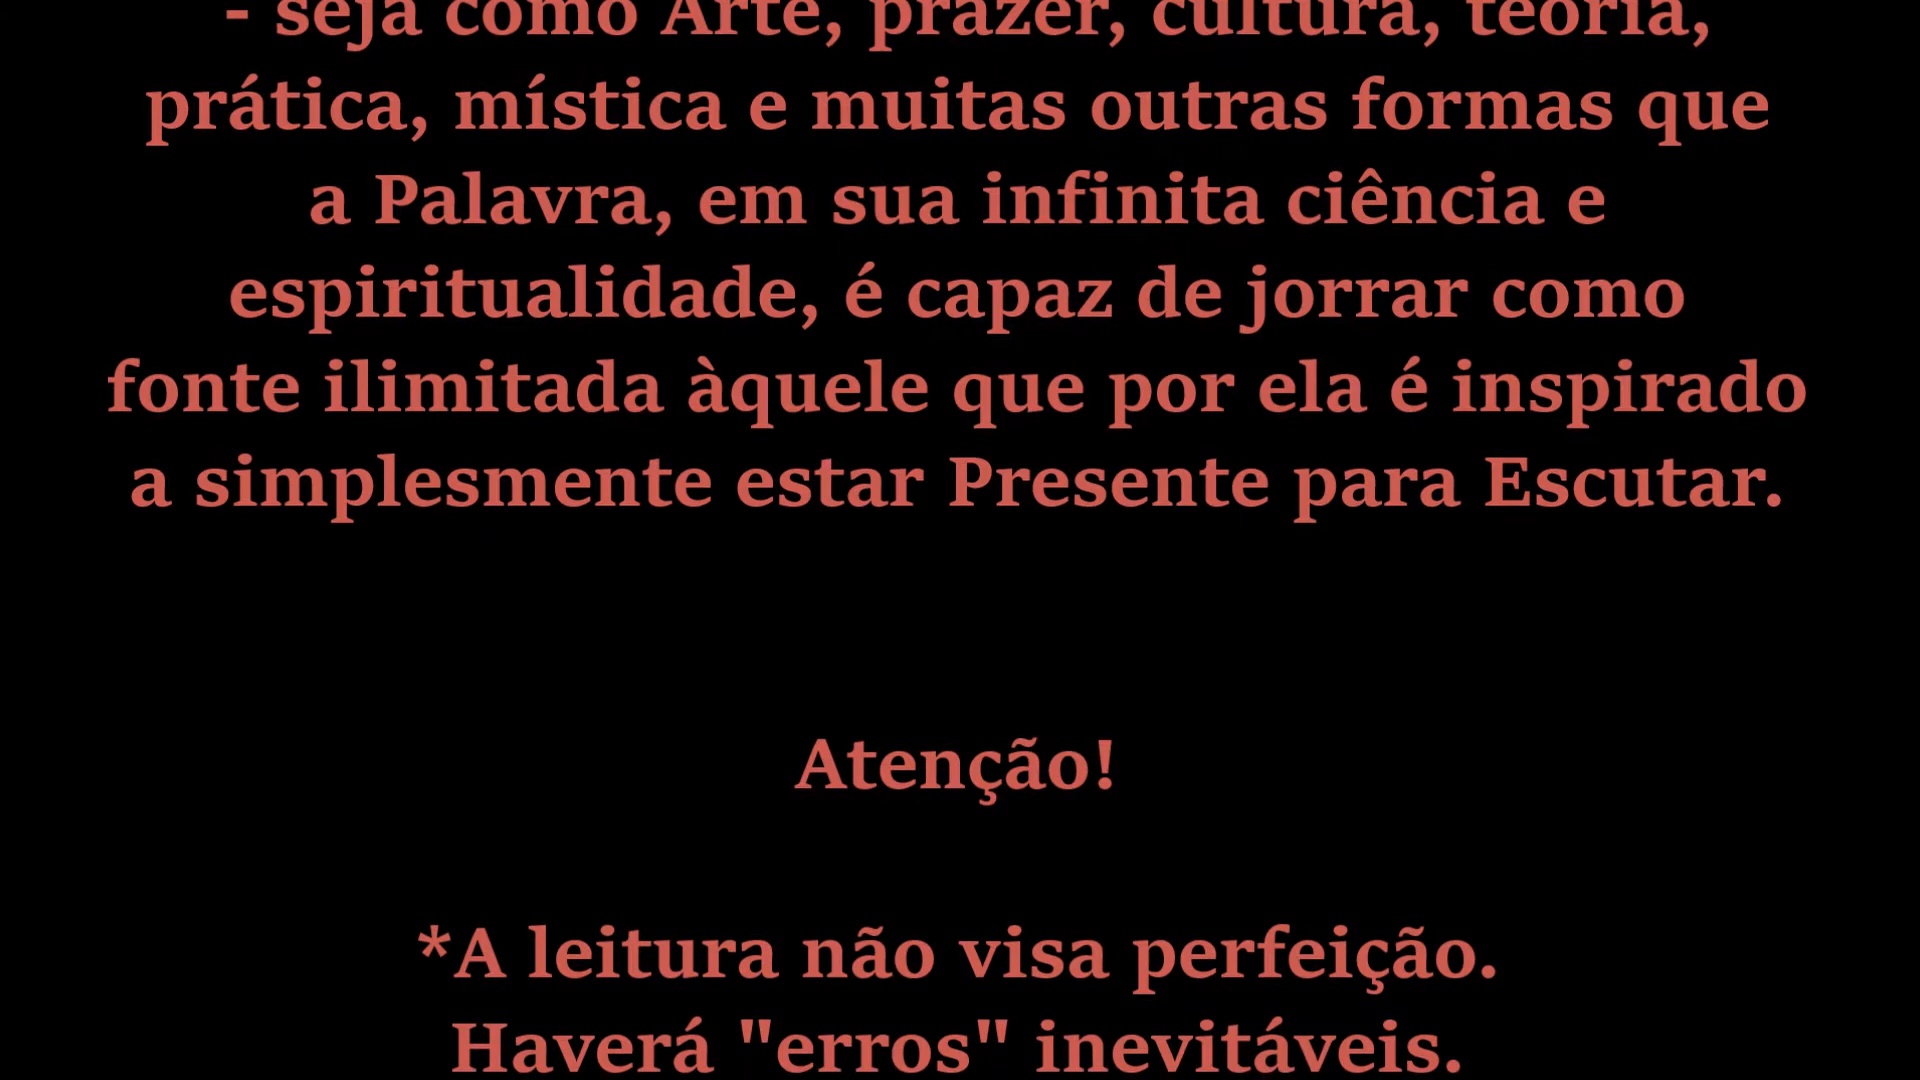 - seja como Arte, prazer, cultura, teoria,
prática, mística e muitas outras formas que
a Palavra, em sua infinita ciência e
espiritualidade, é capaz de jorrar como
fonte ilimitada àquele que por ela é inspirado
a simplesmente estar Presente para Escutar.
Atenção!
*A leitura não visa perfeição.
Haverá "erros" inevitáveis.